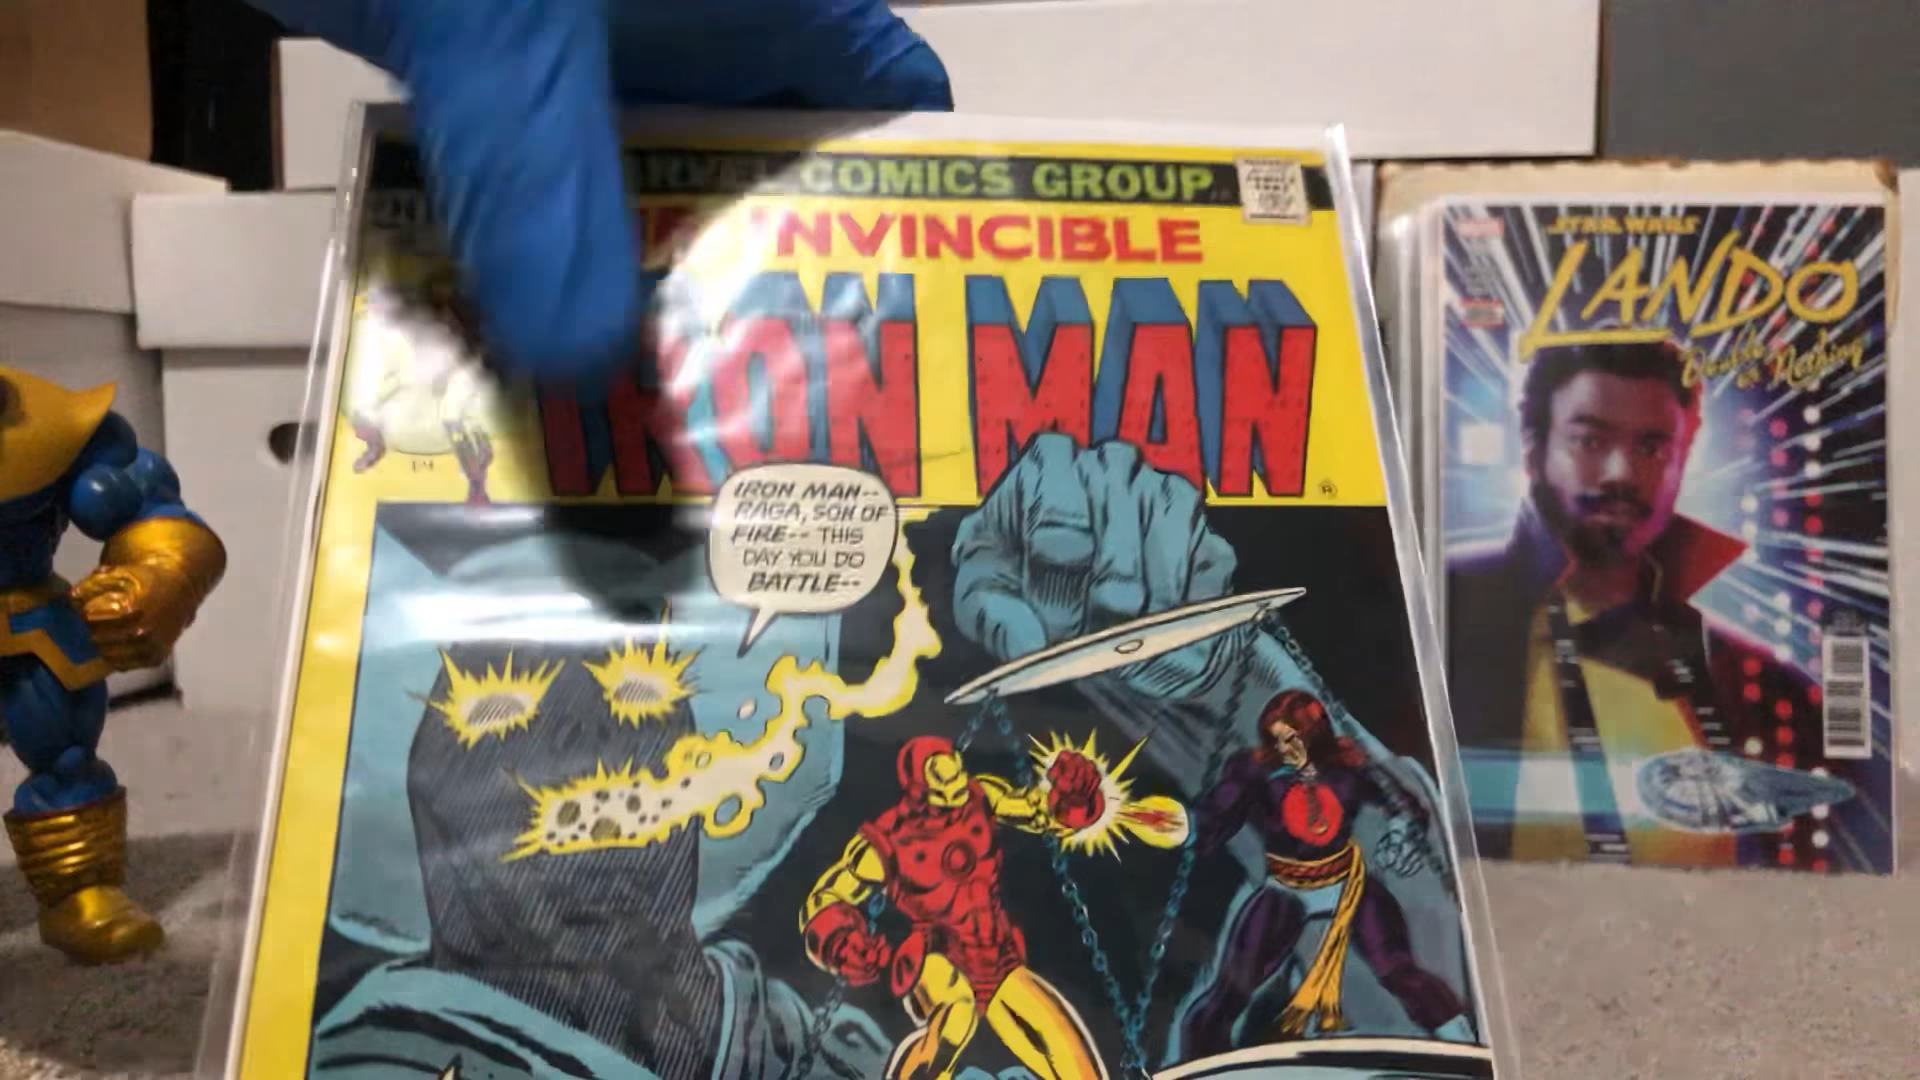 COMICS GROUP
INVINCIBLE
IRON MAN
IRON MAN--
RAGA, SON OF
FIRE-- THIS
DAY YOU DO
BATTLE--
STAR WARS
LANDO
Double
or Nothing